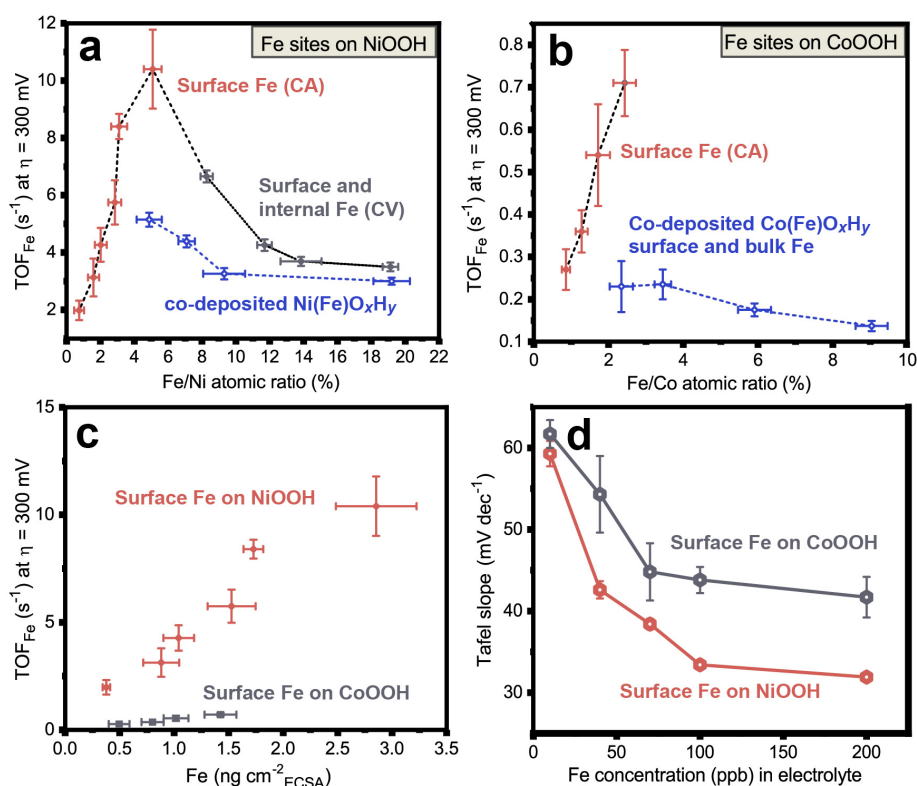 a
Fe sites on NiOOH
Surface Fe (CA)
Surface and
internal Fe (CV)
co-deposited Ni(Fe)OxHy
TOFFe (s-1) at η = 300 mV
12
10
8
6
4
2
0 2 4 6 8 10 12 14 16 18 20 22
Fe/Ni atomic ratio (%)
b
Fe sites on CoOOH
Surface Fe (CA)
Co-deposited Co(Fe)OxHy
surface and bulk Fe
TOFFe (s-1) at η = 300 mV
0.8
0.7
0.6
0.5
0.4
0.3
0.2
0.1
0 2 4 6 8 10
Fe/Co atomic ratio (%)
c
Surface Fe on NiOOH
Surface Fe on CoOOH
TOFFe (s-1) at η = 300 mV
15
10
5
0
0.0 0.5 1.0 1.5 2.0 2.5 3.0 3.5
Fe (ng cm-2ECSA)
d
Surface Fe on CoOOH
Surface Fe on NiOOH
Tafel slope (mV dec-1)
60
50
40
30
0 50 100 150 200
Fe concentration (ppb) in electrolyte